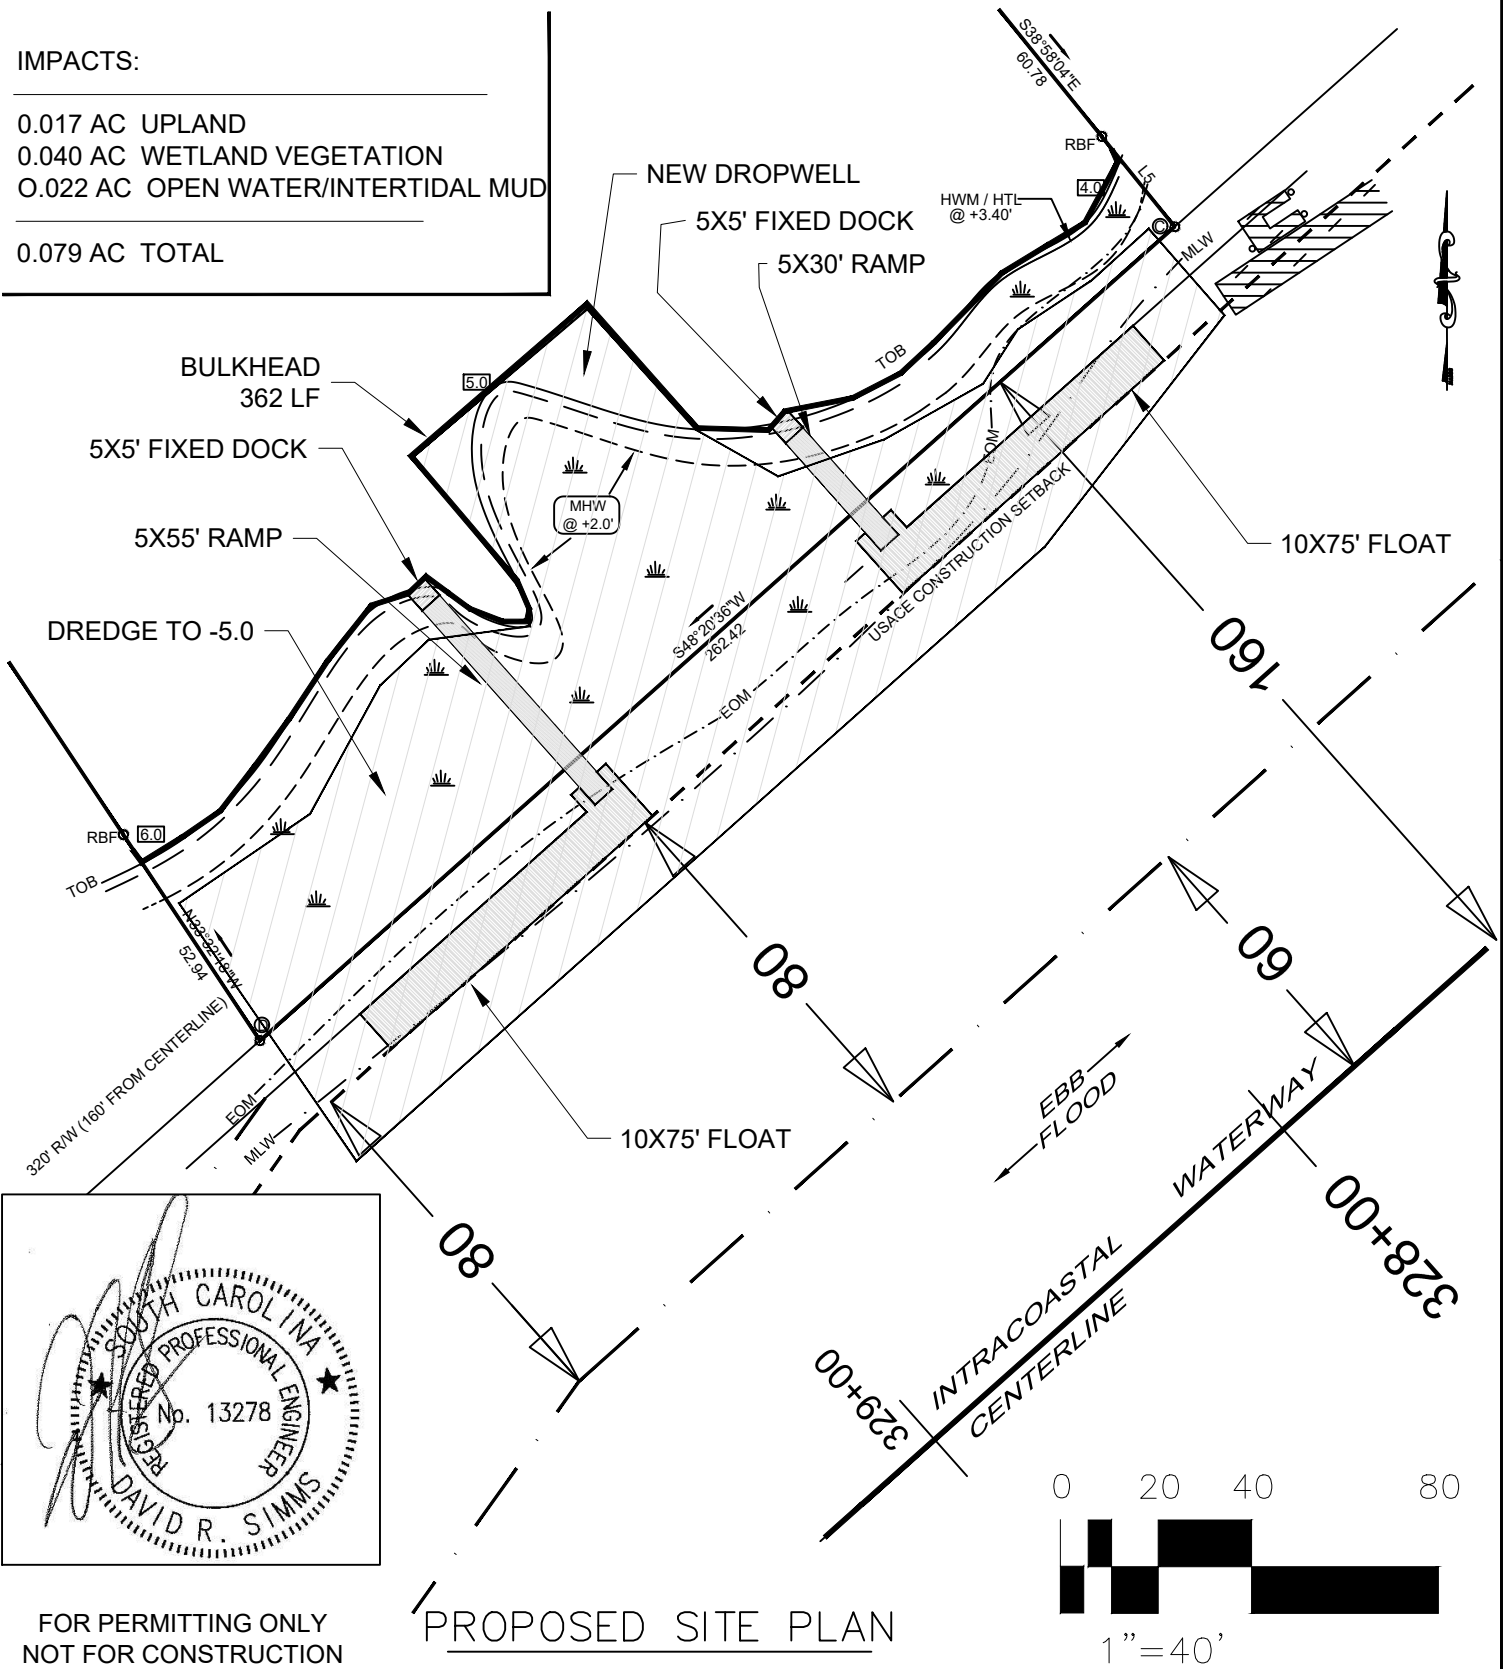 IMPACTS:
0.017 AC UPLAND
0.040 AC WETLAND VEGETATION
O.022 AC OPEN WATER/INTERTIDAL MUD
0.079 AC TOTAL
S38°58'04"E
60.78
RBF
4.0
L5
HWM / HTL
@ +3.40'
MLW
NEW DROPWELL
5X5' FIXED DOCK
5X30' RAMP
TOB
BULKHEAD
362 LF
5.0
5X5' FIXED DOCK
MHW
@ +2.0'
EOM
USACE CONSTRUCTION SETBACK
5X55' RAMP
10X75' FLOAT
DREDGE TO -5.0
S48°20'36"W
262.42
EOM
160
RBF
6.0
TOB
N33°32'18"W
52.94
80
60
320' R/W (160' FROM CENTERLINE)
EOM
MLW
10X75' FLOAT
EBB
FLOOD
80
INTRACOASTAL WATERWAY
CENTERLINE
328+00
329+00
SOUTH CAROLINA
REGISTERED PROFESSIONAL ENGINEER
No. 13278
DAVID R. SIMMS
0 20 40 80
1"=40'
FOR PERMITTING ONLY
NOT FOR CONSTRUCTION
PROPOSED SITE PLAN